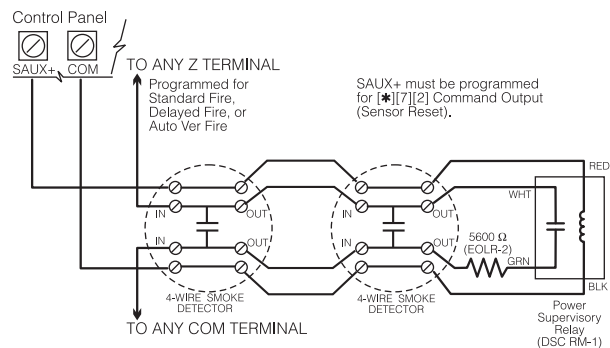 Control Panel
SAUX+ COM
TO ANY Z TERMINAL
Programmed for
Standard Fire,
Delayed Fire, or
Auto Ver Fire
SAUX+ must be programmed
for [✱][7][2] Command Output
(Sensor Reset).
RED
WHT
IN OUT IN OUT
IN OUT IN OUT
5600 Ω
(EOLR-2)
GRN
BLK
4-WIRE SMOKE
DETECTOR
4-WIRE SMOKE
DETECTOR
Power
Supervisory
Relay
(DSC RM-1)
TO ANY COM TERMINAL